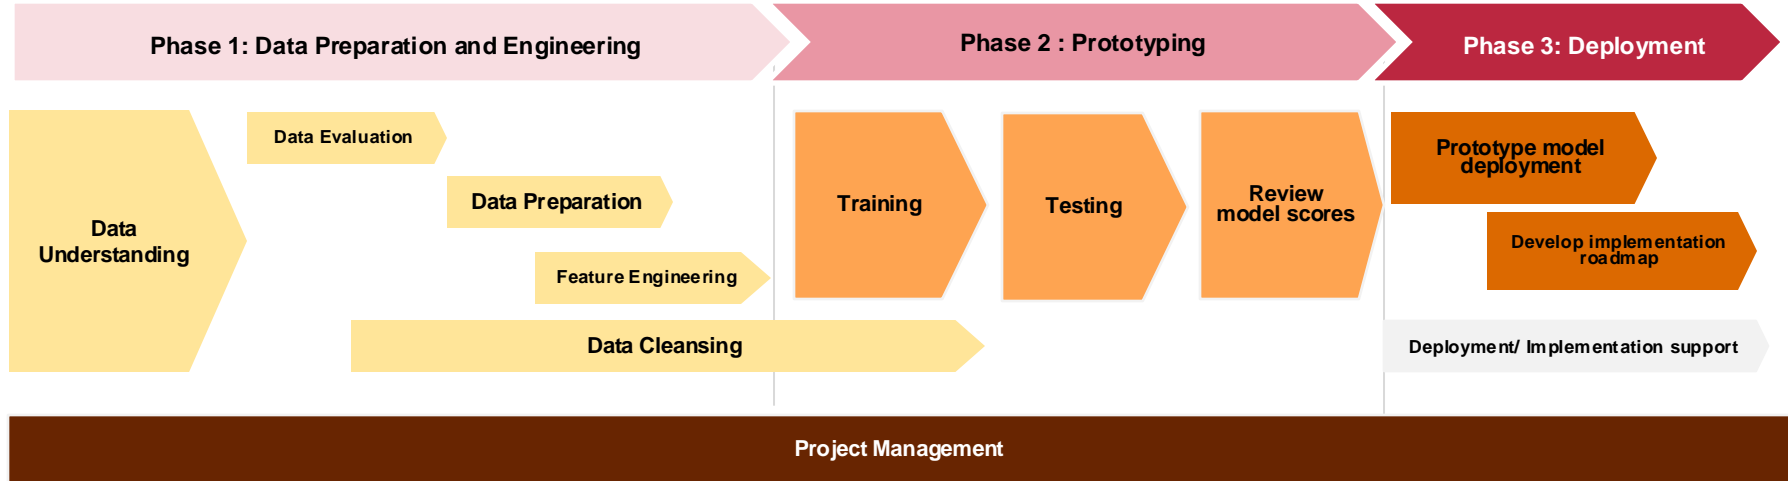 Phase 1: Data Preparation and Engineering
Phase 2 : Prototyping
Phase 3: Deployment
Data
Understanding
Data Evaluation
Data Preparation
Feature Engineering
Data Cleansing
Training
Testing
Review
model scores
Prototype model
deployment
Develop implementation
roadmap
Deployment/ Implementation support
Project Management